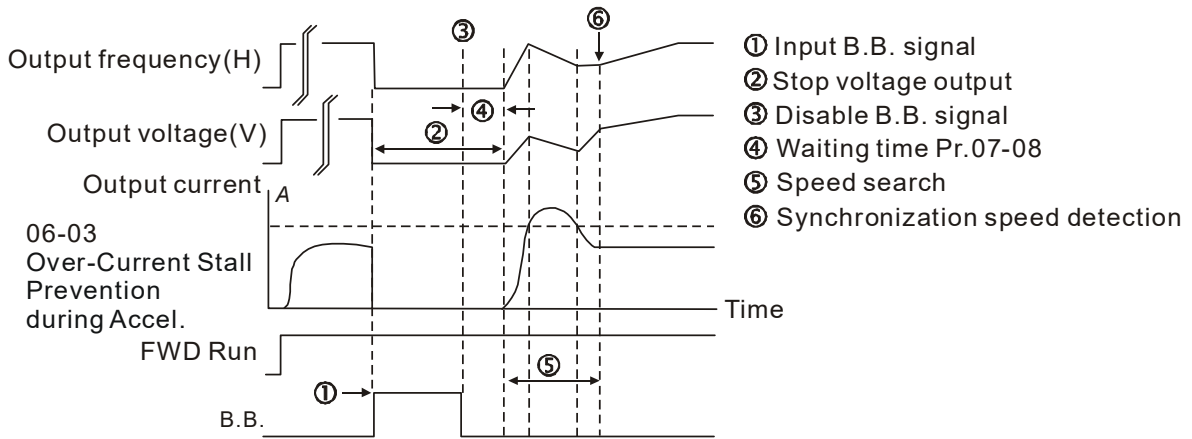 Output frequency(H)
Output voltage(V)
Output current
A
06-03
Over-Current Stall
Prevention
during Accel.
FWD Run
B.B.
Time
①
②
③
④
⑤
⑥
① Input B.B. signal
② Stop voltage output
③ Disable B.B. signal
④ Waiting time Pr.07-08
⑤ Speed search
⑥ Synchronization speed detection